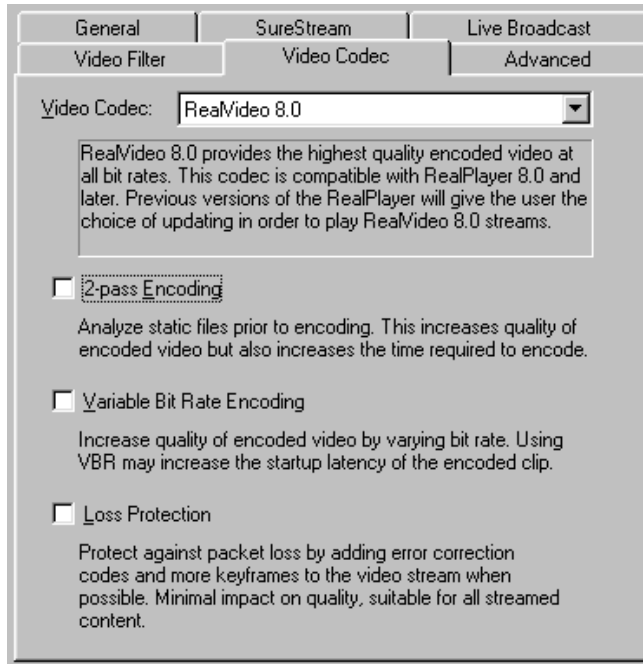 General SureStream Live Broadcast
Video Filter Video Codec Advanced
Video Codec: RealVideo 8.0
RealVideo 8.0 provides the highest quality encoded video at
all bit rates. This codec is compatible with RealPlayer 8.0 and
later. Previous versions of the RealPlayer will give the user the
choice of updating in order to play RealVideo 8.0 streams.
2-pass Encoding
Analyze static files prior to encoding. This increases quality of
encoded video but also increases the time required to encode.
Variable Bit Rate Encoding
Increase quality of encoded video by varying bit rate. Using
VBR may increase the startup latency of the encoded clip.
Loss Protection
Protect against packet loss by adding error correction
codes and more keyframes to the video stream when
possible. Minimal impact on quality, suitable for all streamed
content.